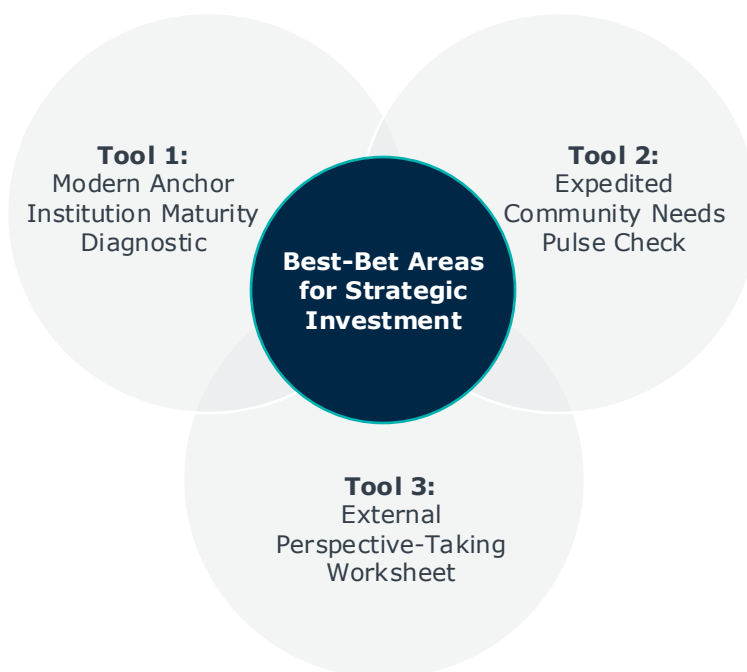 Tool 1:
Modern Anchor
Institution Maturity
Diagnostic
Tool 2:
Expedited
Community Needs
Pulse Check
Best-Bet Areas
for Strategic
Investment
Tool 3:
External
Perspective-Taking
Worksheet